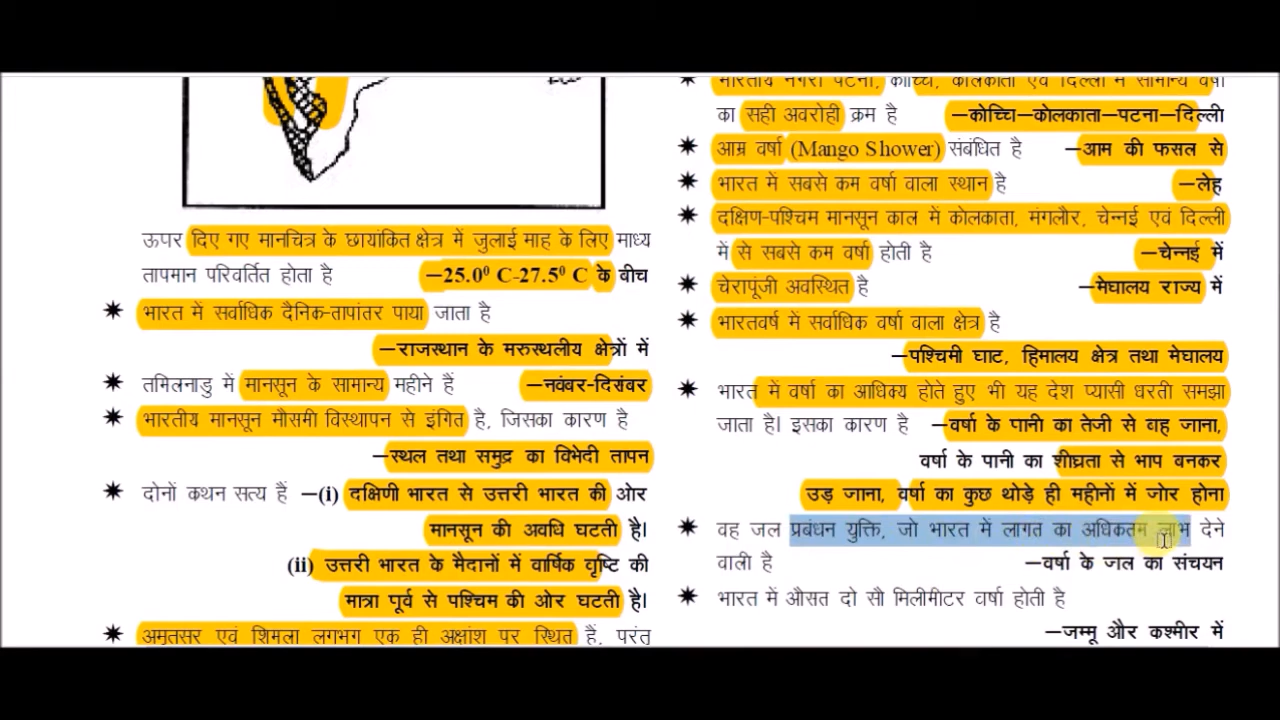 ऊपर दिए गए मानचित्र के छायांकित क्षेत्र में जुलाई माह के लिए माध्य
तापमान परिवर्तित होता है –25.0⁰ C-27.5⁰ C के बीच
✷ भारत में सर्वाधिक दैनिक-तापांतर पाया जाता है
–राजस्थान के मरुस्थलीय क्षेत्रों में
✷ तमिलनाडु में मानसून के सामान्य महीने हैं –नवंबर-दिसंबर
✷ भारतीय मानसून मौसमी विस्थापन से इंगित है, जिसका कारण है
–स्थल तथा समुद्र का विभेदी तापन
✷ दोनों कथन सत्य हैं –(i) दक्षिणी भारत से उत्तरी भारत की ओर
मानसून की अवधि घटती है।
(ii) उत्तरी भारत के मैदानों में वार्षिक वृष्टि की
मात्रा पूर्व से पश्चिम की ओर घटती है।
✷ अमृतसर एवं शिमला लगभग एक ही अक्षांश पर स्थित हैं, परंतु
भारतीय नगरों पटना, कोच्चि, कोलकाता एवं दिल्ली में सामान्य वर्षा
का सही अवरोही क्रम है –कोच्चि–कोलकाता–पटना–दिल्ली
✷ आम्र वर्षा (Mango Shower) संबंधित है –आम की फसल से
✷ भारत में सबसे कम वर्षा वाला स्थान है –लेह
✷ दक्षिण-पश्चिम मानसून काल में कोलकाता, मंगलौर, चेन्नई एवं दिल्ली
में से सबसे कम वर्षा होती है –चेन्नई में
✷ चेरापूंजी अवस्थित है –मेघालय राज्य में
✷ भारतवर्ष में सर्वाधिक वर्षा वाला क्षेत्र है
–पश्चिमी घाट, हिमालय क्षेत्र तथा मेघालय
✷ भारत में वर्षा का आधिक्य होते हुए भी यह देश प्यासी धरती समझा
जाता है। इसका कारण है –वर्षा के पानी का तेजी से बह जाना,
वर्षा के पानी का शीघ्रता से भाप बनकर
उड़ जाना, वर्षा का कुछ थोड़े ही महीनों में जोर होना
✷ वह जल प्रबंधन युक्ति, जो भारत में लागत का अधिकतम लाभ देने
वाली है –वर्षा के जल का संचयन
✷ भारत में औसत दो सौ मिलीमीटर वर्षा होती है
–जम्मू और कश्मीर में